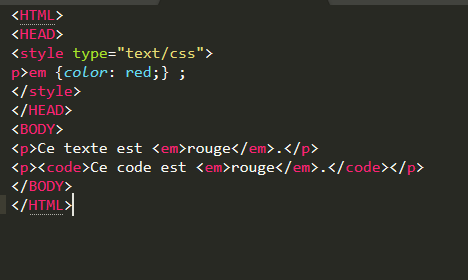 <HTML>
<HEAD>
<style type="text/css">
p>em {color: red;} ;
</style>
</HEAD>
<BODY>
<p>Ce texte est <em>rouge</em>.</p>
<p><code>Ce code est <em>rouge</em>.</code></p>
</BODY>
</HTML>